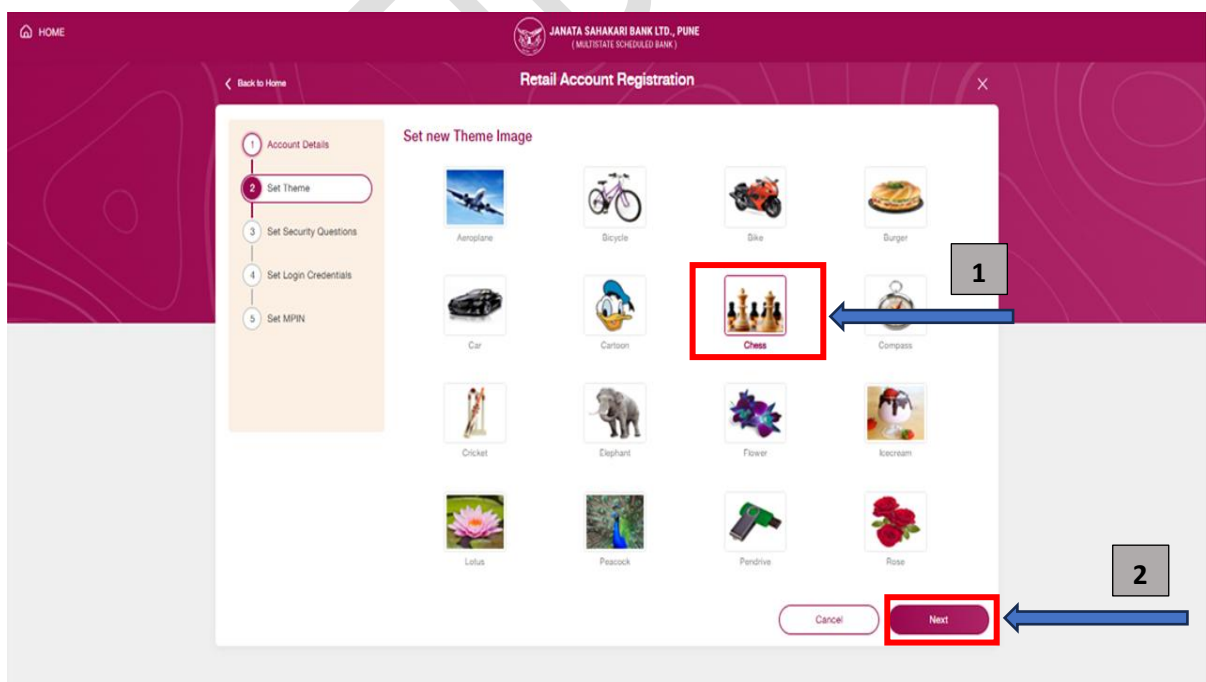 HOME
JANATA SAHAKARI BANK LTD., PUNE
( MULTISTATE SCHEDULED BANK )
Back to Home
Retail Account Registration
1 Account Details
2 Set Theme
3 Set Security Questions
4 Set Login Credentials
5 Set MPIN
Set new Theme Image
Aeroplane Bicycle Bike Burger
1
Car Cartoon Chess Compass
Cricket Elephant Flower Icecream
Lotus Peacock Pendrive Rose
2
Cancel Next